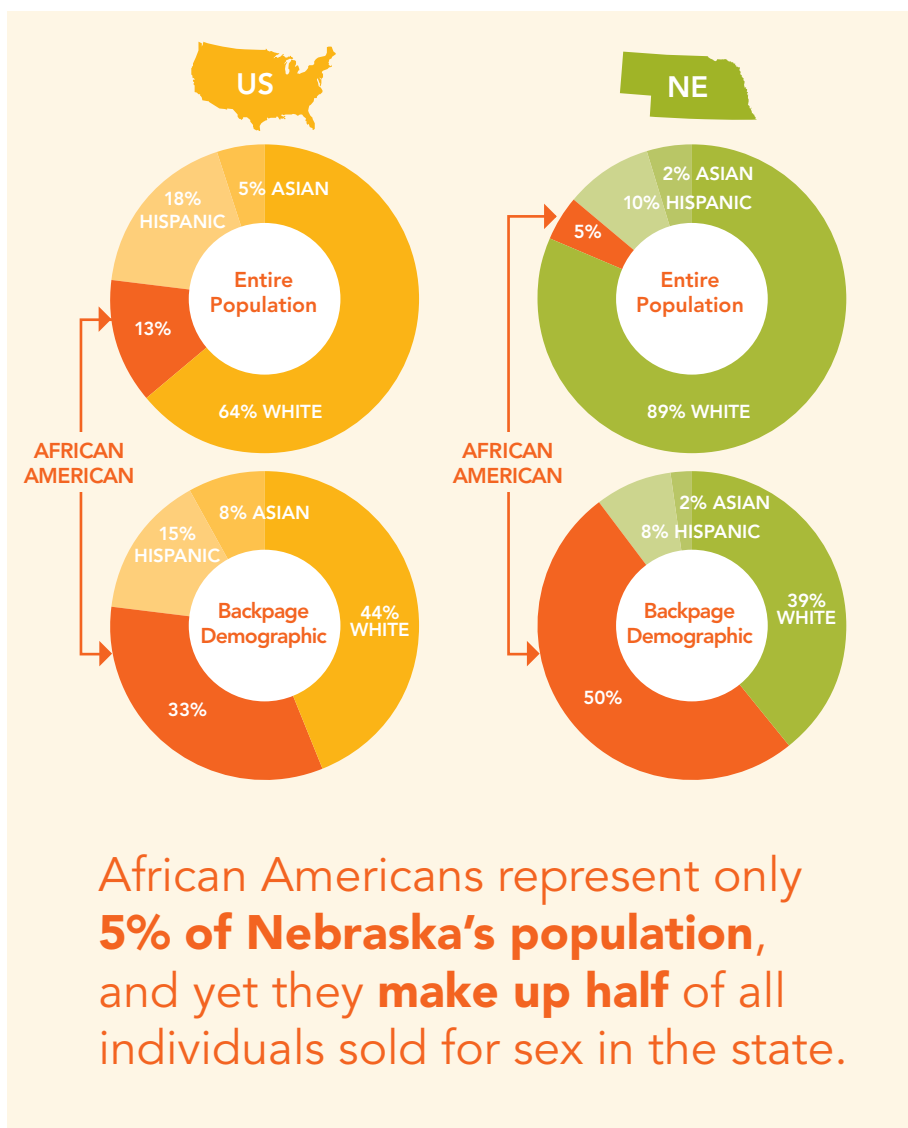 US
NE
5% ASIAN
18%
HISPANIC
13%
Entire
Population
64% WHITE
2% ASIAN
10% HISPANIC
5%
Entire
Population
89% WHITE
AFRICAN
AMERICAN
AFRICAN
AMERICAN
8% ASIAN
15%
HISPANIC
Backpage
Demographic
44%
WHITE
33%
2% ASIAN
8% HISPANIC
Backpage
Demographic
39%
WHITE
50%
African Americans represent only
5% of Nebraska’s population,
and yet they make up half of all
individuals sold for sex in the state.